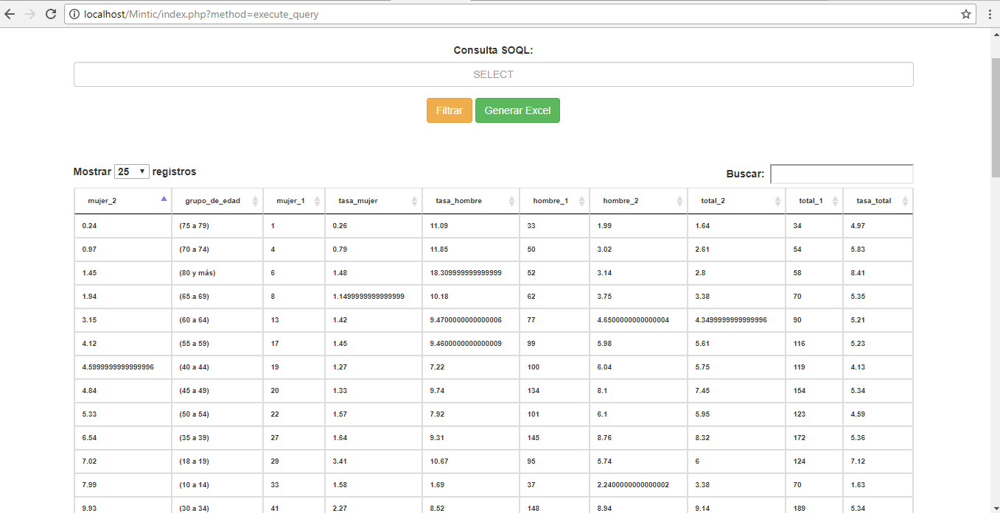 localhost/Mintic/index.php?method=execute_query
Consulta SOQL:
SELECT
Filtrar Generar Excel
Mostrar 25 registros Buscar:
mujer_2 grupo_de_edad mujer_1 tasa_mujer tasa_hombre hombre_1 hombre_2 total_2 total_1 tasa_total
0.24 (75 a 79) 1 0.26 11.09 33 1.99 1.64 34 4.97
0.97 (70 a 74) 4 0.79 11.85 50 3.02 2.61 54 5.83
1.45 (80 y más) 6 1.48 18.309999999999999 52 3.14 2.8 58 8.41
1.94 (65 a 69) 8 1.1499999999999999 10.18 62 3.75 3.38 70 5.35
3.15 (60 a 64) 13 1.42 9.4700000000000006 77 4.6500000000000004 4.3499999999999996 90 5.21
4.12 (55 a 59) 17 1.45 9.4600000000000009 99 5.98 5.61 116 5.23
4.5999999999999996 (40 a 44) 19 1.27 7.22 100 6.04 5.75 119 4.13
4.84 (45 a 49) 20 1.33 9.74 134 8.1 7.45 154 5.34
5.33 (50 a 54) 22 1.57 7.92 101 6.1 5.95 123 4.59
6.54 (35 a 39) 27 1.64 9.31 145 8.76 8.32 172 5.36
7.02 (18 a 19) 29 3.41 10.67 95 5.74 6 124 7.12
7.99 (10 a 14) 33 1.58 1.69 37 2.2400000000000002 3.38 70 1.63
9.93 (30 a 34) 41 2.27 8.52 148 8.94 9.14 189 5.34